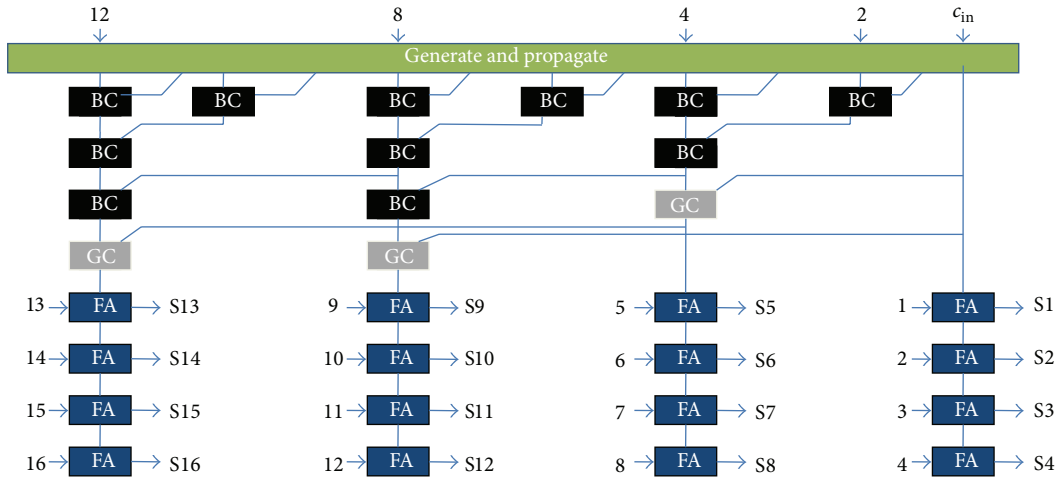 12 8 4 2 cin
Generate and propagate
BC BC BC BC BC BC
BC BC BC
BC BC GC
GC GC
13 FA S13 9 FA S9 5 FA S5 1 FA S1
14 FA S14 10 FA S10 6 FA S6 2 FA S2
15 FA S15 11 FA S11 7 FA S7 3 FA S3
16 FA S16 12 FA S12 8 FA S8 4 FA S4